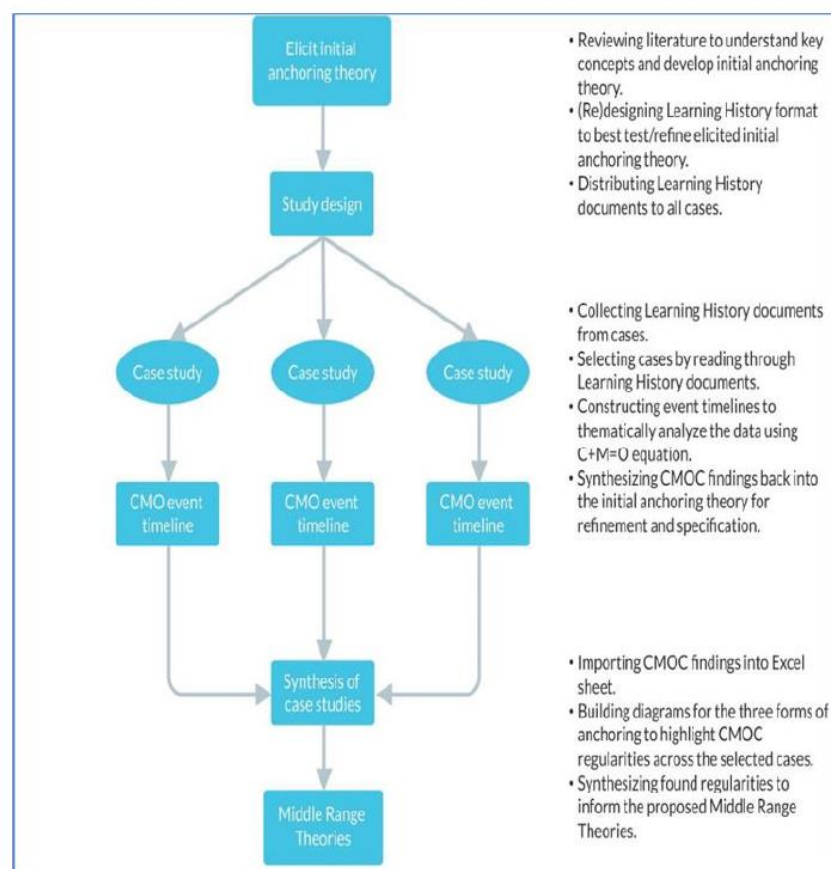 Elicit initial
anchoring theory
• Reviewing literature to understand key
concepts and develop initial anchoring
theory.
• (Re)designing Learning History format
to best test/refine elicited initial
anchoring theory.
• Distributing Learning History
documents to all cases.
Study design
Case study
Case study
Case study
• Collecting Learning History documents
from cases.
• Selecting cases by reading through
Learning History documents.
• Constructing event timelines to
thematically analyze the data using
C+M=O equation.
• Synthesizing CMOC findings back into
the initial anchoring theory for
refinement and specification.
CMO event
timeline
CMO event
timeline
CMO event
timeline
Synthesis of
case studies
• Importing CMOC findings into Excel
sheet.
• Building diagrams for the three forms of
anchoring to highlight CMOC
regularities across the selected cases.
• Synthesizing found regularities to
inform the proposed Middle Range
Theories.
Middle Range
Theories